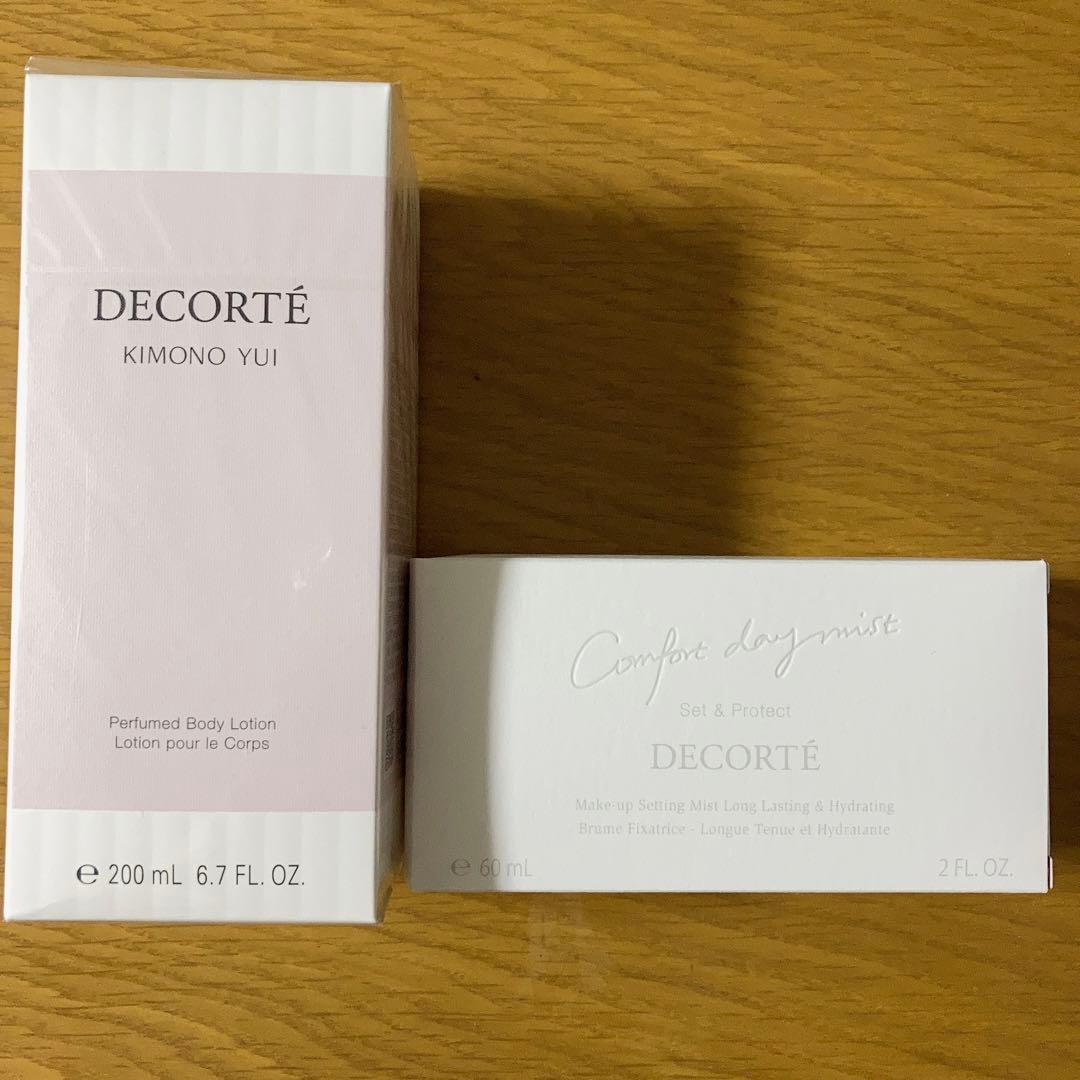 DECORTÉ
KIMONO YUI
Perfumed Body Lotion
Lotion pour le Corps
℮ 200 mL 6.7 FL. OZ.
Comfort day mist
Set & Protect
DECORTÉ
Make-up Setting Mist Long Lasting & Hydrating
Brume Fixatrice - Longue Tenue et Hydratante
℮ 60 mL 2 FL. OZ.